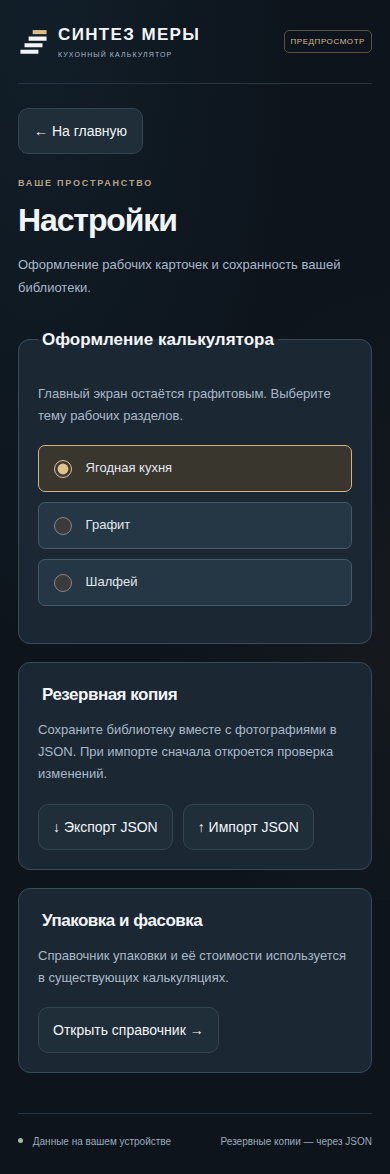 СИНТЕЗ МЕРЫ
КУХОННЫЙ КАЛЬКУЛЯТОР
ПРЕДПРОСМОТР
← На главную
ВАШЕ ПРОСТРАНСТВО
Настройки
Оформление рабочих карточек и сохранность вашей
библиотеки.
Оформление калькулятора
Главный экран остаётся графитовым. Выберите
тему рабочих разделов.
Ягодная кухня
Графит
Шалфей
Резервная копия
Сохраните библиотеку вместе с фотографиями в
JSON. При импорте сначала откроется проверка
изменений.
↓ Экспорт JSON
↑ Импорт JSON
Упаковка и фасовка
Справочник упаковки и её стоимости используется
в существующих калькуляциях.
Открыть справочник →
Данные на вашем устройстве
Резервные копии — через JSON